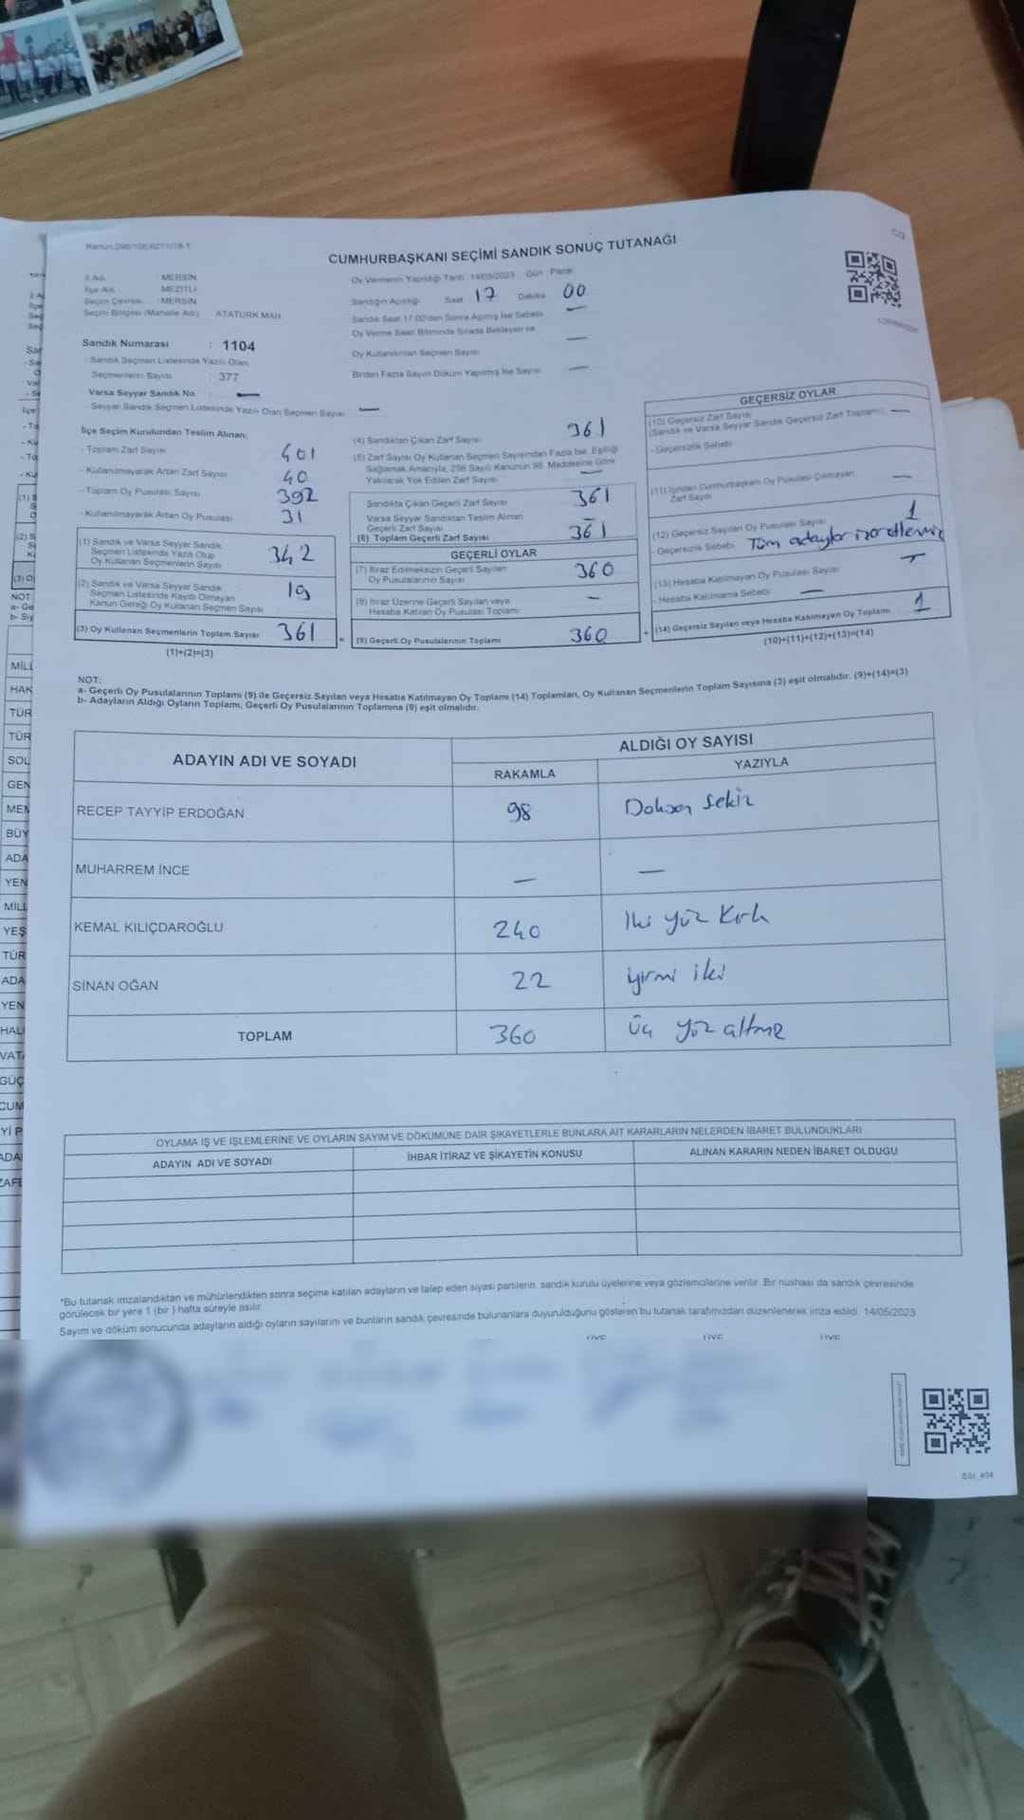 CUMHURBAŞKANI SEÇİMİ SANDIK SONUÇ TUTANAĞI
İl Adı : MERSİN
İlçe Adı : MEZİTLİ
Seçim Çevresi : MERSİN
Seçim Bölgesi (Mahalle Adı) : ATATÜRK MAH
Sandık Numarası : 1104
Sandık Seçmen Listesinde Yazılı Olan
Seçmenlerin Sayısı : 377
Varsa Seyyar Sandık No : —
Seyyar Sandık Seçmen Listesinde Yazılı Olan Seçmen Sayısı : —
Oy Vermenin Yapıldığı Tarih : 14/05/2023 Gün : Pazar
Sandığın Açılışı Saat 17 Dakika 00
Sandık Saat 17:00'den Sonra Açılmış İse Sebebi —
Oy Verme Saati Bitiminde Sırada Bekleyen ve
Oy Kullandırılan Seçmen Sayısı —
Birden Fazla Sayım Döküm Yapılmış İse Sayısı —
İlçe Seçim Kurulundan Teslim Alınan;
- Toplam Zarf Sayısı : 401
- Kullanılmayarak Artan Zarf Sayısı : 40
- Toplam Oy Pusulası Sayısı : 392
- Kullanılmayarak Artan Oy Pusulası : 31
(1) Sandık ve Varsa Seyyar Sandık
Seçmen Listesinde Yazılı Olup
Oy Kullanan Seçmenlerin Sayısı 342
(2) Sandık ve Varsa Seyyar Sandık
Seçmen Listesinde Kayıtlı Olmayan
Kanun Gereği Oy Kullanan Seçmen Sayısı 19
(3) Oy Kullanan Seçmenlerin Toplam Sayısı 361
(1)+(2)=(3)
(4) Sandıktan Çıkan Zarf Sayısı 361
(5) Zarf Sayısı Oy Kullanan Seçmen Sayısından Fazla İse, Eşitliği
Sağlamak Amacıyla, 298 Sayılı Kanunun 98. Maddesine Göre
Yakılarak Yok Edilen Zarf Sayısı —
Sandıkta Çıkan Geçerli Zarf Sayısı 361
Varsa Seyyar Sandıktan Teslim Alınan
Geçerli Zarf Sayısı —
(6) Toplam Geçerli Zarf Sayısı 361
GEÇERLİ OYLAR
(7) İtiraz Edilmeksizin Geçerli Sayılan
Oy Pusulalarının Sayısı 360
(8) İtiraz Üzerine Geçerli Sayılan veya
Hesaba Katılan Oy Pusulası Toplamı —
(9) Geçerli Oy Pusulalarının Toplamı 360
GEÇERSİZ OYLAR
(10) Geçersiz Zarf Sayısı
(Sandık ve Varsa Seyyar Sandık Geçersiz Zarf Toplamı) —
- Geçersizlik Sebebi
(11) İçinden Cumhurbaşkanı Oy Pusulası Çıkmayan
Zarf Sayısı —
(12) Geçersiz Sayılan Oy Pusulası Sayısı 1
Geçersizlik Sebebi Tüm adaylar
(13) Hesaba Katılmayan Oy Pusulası Sayısı
- Hesaba Katılmama Sebebi —
(14) Geçersiz Sayılan veya Hesaba Katılmayan Oy Toplamı 1
(10)+(11)+(12)+(13)=(14)
NOT:
a- Geçerli Oy Pusulalarının Toplamı (9) ile Geçersiz Sayılan veya Hesaba Katılmayan Oy Toplamı (14) Toplamları, Oy Kullanan Seçmenlerin Toplam Sayısına (3) eşit olmalıdır. (9)+(14)=(3)
b- Adayların Aldığı Oyların Toplamı, Geçerli Oy Pusulalarının Toplamına (9) eşit olmalıdır.
ADAYIN ADI VE SOYADI
ALDIĞI OY SAYISI
RAKAMLA YAZIYLA
RECEP TAYYİP ERDOĞAN 98 Doksan sekiz
MUHARREM İNCE — —
KEMAL KILIÇDAROĞLU 240 İki yüz Kırk
SİNAN OĞAN 22 yirmi iki
TOPLAM 360 üç yüz altmış
OYLAMA İŞ VE İŞLEMLERİNE VE OYLARIN SAYIM VE DÖKÜMÜNE DAİR ŞİKAYETLERLE BUNLARA AİT KARARLARIN NELERDEN İBARET BULUNDUKLARI
ADAYIN ADI VE SOYADI İHBAR İTİRAZ VE ŞİKAYETİN KONUSU ALINAN KARARIN NEDEN İBARET OLDUĞU
*Bu tutanak imzalandıktan ve mühürlendikten sonra seçime katılan adayların ve talep eden siyasi partilerin, sandık kurulu üyelerine veya gözlemcilerine verilir. Bir nüshası da sandık çevresinde
görülecek bir yere 1 (bir) hafta süreyle asılır.
Sayım ve döküm sonucunda adayların aldığı oyların sayılarını ve bunların sandık çevresinde bulunanlara duyurulduğunu gösteren bu tutanak tarafımızdan düzenlenerek imza edildi. 14/05/2023